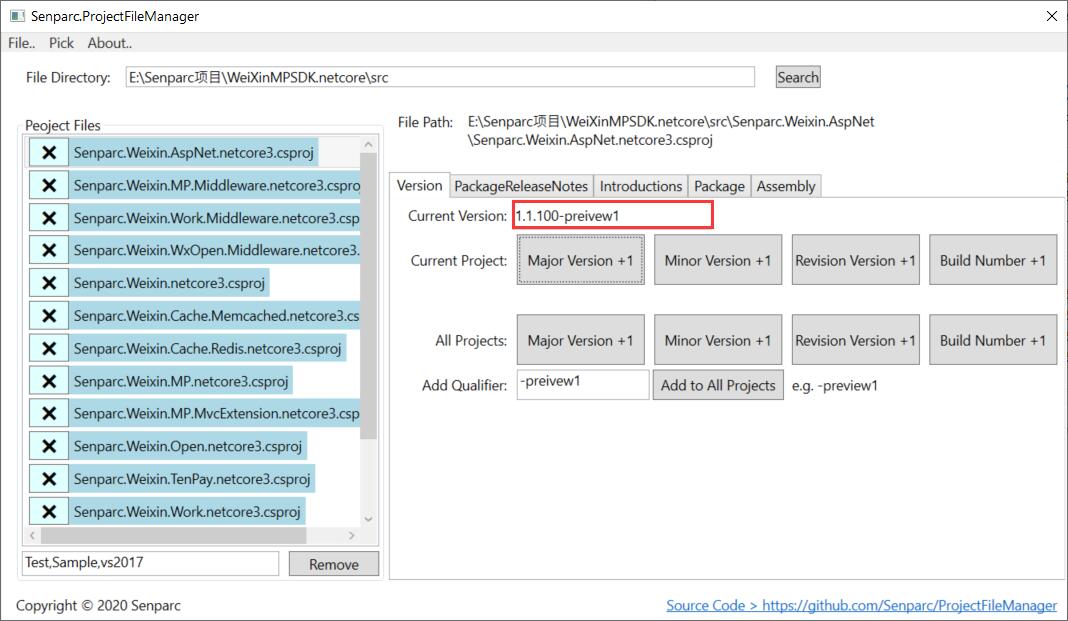 Senparc.ProjectFileManager
File.. Pick About..
File Directory: E:\Senparc项目\WeiXinMPSDK.netcore\src Search
Peoject Files
Senparc.Weixin.AspNet.netcore3.csproj
Senparc.Weixin.MP.Middleware.netcore3.cspro
Senparc.Weixin.Work.Middleware.netcore3.csp
Senparc.Weixin.WxOpen.Middleware.netcore3.
Senparc.Weixin.netcore3.csproj
Senparc.Weixin.Cache.Memcached.netcore3.cs
Senparc.Weixin.Cache.Redis.netcore3.csproj
Senparc.Weixin.MP.netcore3.csproj
Senparc.Weixin.MP.MvcExtension.netcore3.csp
Senparc.Weixin.Open.netcore3.csproj
Senparc.Weixin.TenPay.netcore3.csproj
Senparc.Weixin.Work.netcore3.csproj
Test,Sample,vs2017 Remove
File Path: E:\Senparc项目\WeiXinMPSDK.netcore\src\Senparc.Weixin.AspNet
\Senparc.Weixin.AspNet.netcore3.csproj
Version PackageReleaseNotes Introductions Package Assembly
Current Version: 1.1.100-preivew1
Current Project: Major Version +1 Minor Version +1 Revision Version +1 Build Number +1
All Projects: Major Version +1 Minor Version +1 Revision Version +1 Build Number +1
Add Qualifier: -preivew1 Add to All Projects e.g. -preview1
Copyright © 2020 Senparc
Source Code > https://github.com/Senparc/ProjectFileManager